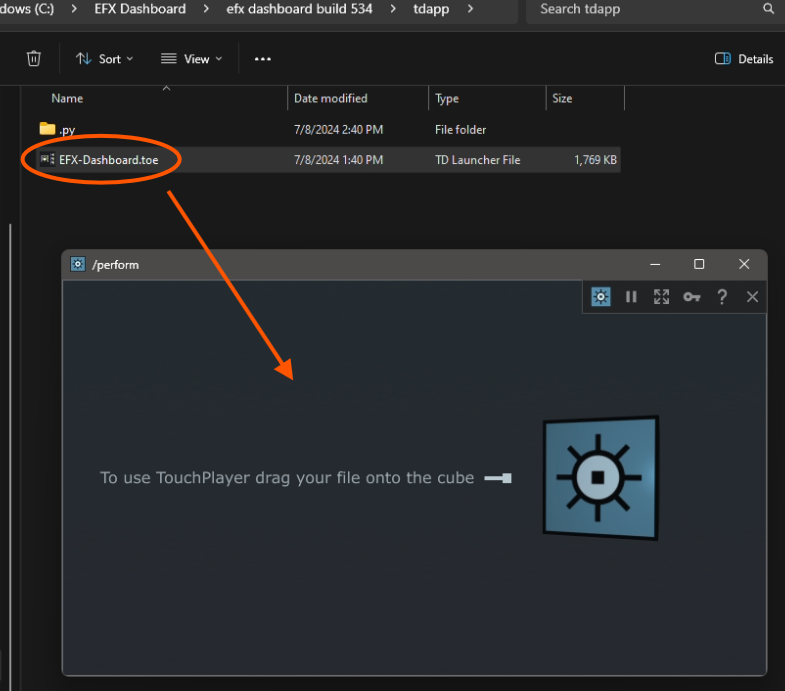 dows (C:) > EFX Dashboard > efx dashboard build 534 > tdapp > Search tdapp
Sort View ... Details
Name Date modified Type Size
.py 7/8/2024 2:40 PM File folder
EFX-Dashboard.toe 7/8/2024 1:40 PM TD Launcher File 1,769 KB
/perform
?
To use TouchPlayer drag your file onto the cube